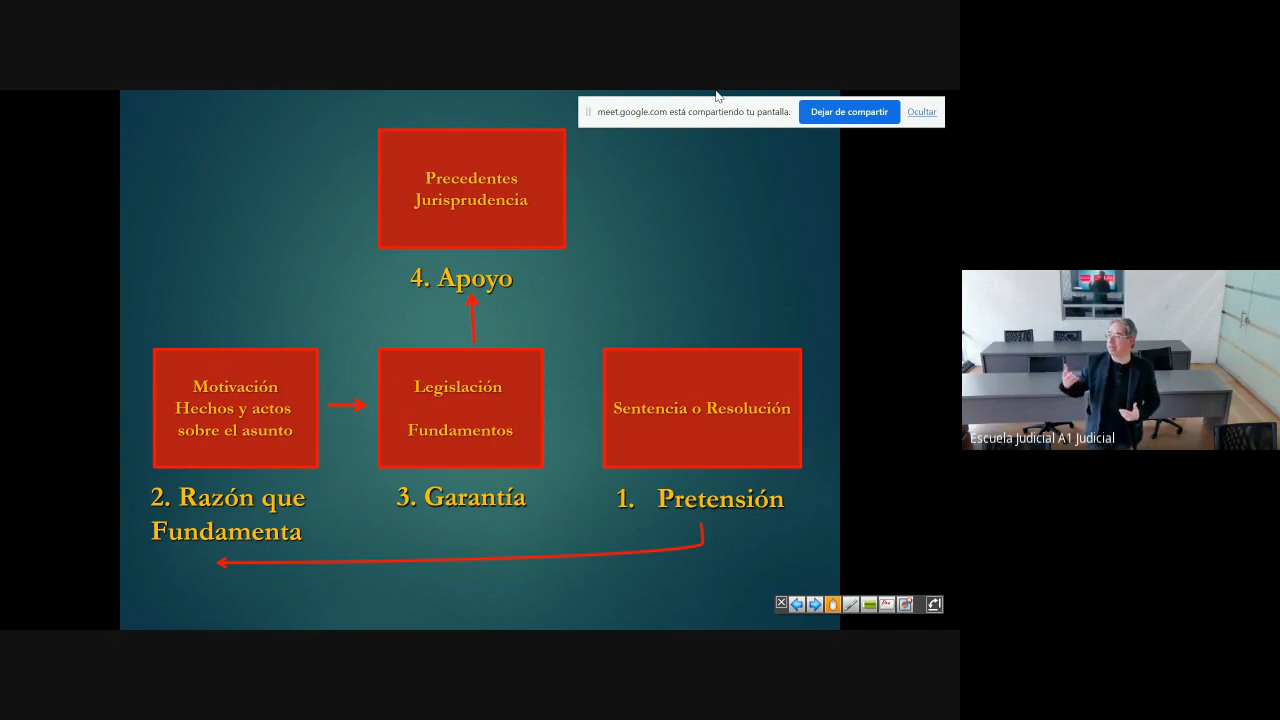 meet.google.com está compartiendo tu pantalla.
Dejar de compartir
Ocultar
Precedentes
Jurisprudencia
4. Apoyo
Motivación
Hechos y actos
sobre el asunto
Legislación
Fundamentos
Sentencia o Resolución
2. Razón que
Fundamenta
3. Garantía
1. Pretensión
Escuela Judicial A1 Judicial